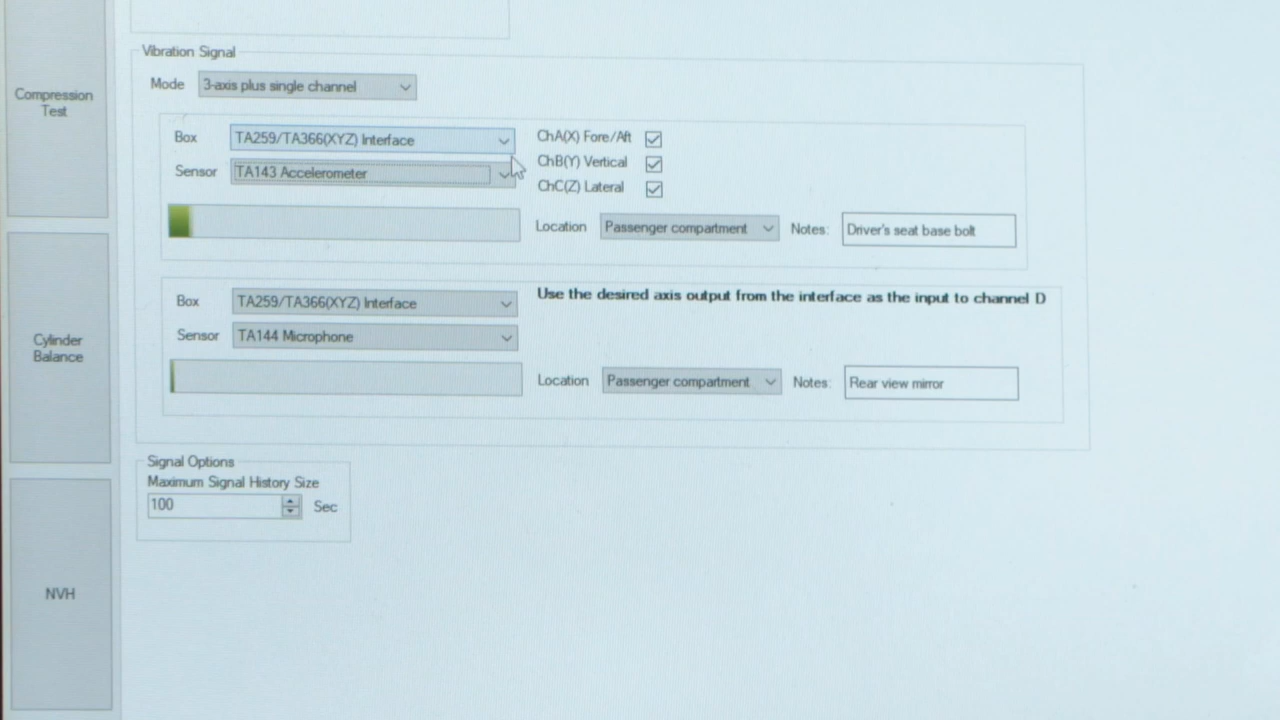 Compression
Test
Cylinder
Balance
NVH
Vibration Signal
Mode 3-axis plus single channel
Box TA259/TA366(XYZ) Interface ChA(X) Fore/Aft
ChB(Y) Vertical
Sensor TA143 Accelerometer ChC(Z) Lateral
Location Passenger compartment Notes: Driver's seat base bolt
Box TA259/TA366(XYZ) Interface Use the desired axis output from the interface as the input to channel D
Sensor TA144 Microphone
Location Passenger compartment Notes: Rear view mirror
Signal Options
Maximum Signal History Size
100 Sec